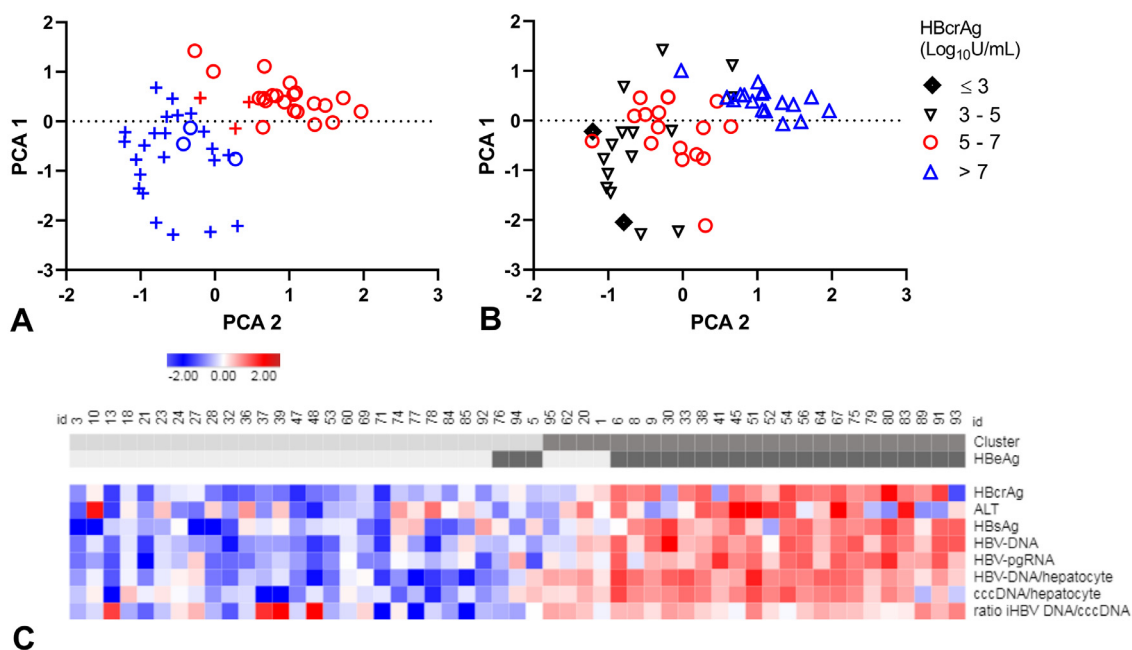 2
1
0
-1
-2
-3
PCA 1
-2 -1 0 1 2 3
PCA 2
A
2
1
0
-1
-2
-3
PCA 1
-2 -1 0 1 2 3
PCA 2
B
HBcrAg
(Log10U/mL)
≤ 3
3 - 5
5 - 7
> 7
-2.00 0.00 2.00
id 3 10 13 18 21 23 24 27 28 32 36 37 39 47 48 53 60 69 71 74 77 78 84 85 92 76 94 5 95 62 20 1 6 8 9 30 33 38 41 45 51 52 54 56 64 67 75 79 80 83 89 91 93 id
Cluster
HBeAg
HBcrAg
ALT
HBsAg
HBV-DNA
HBV-pgRNA
HBV-DNA/hepatocyte
cccDNA/hepatocyte
ratio iHBV DNA/cccDNA
C